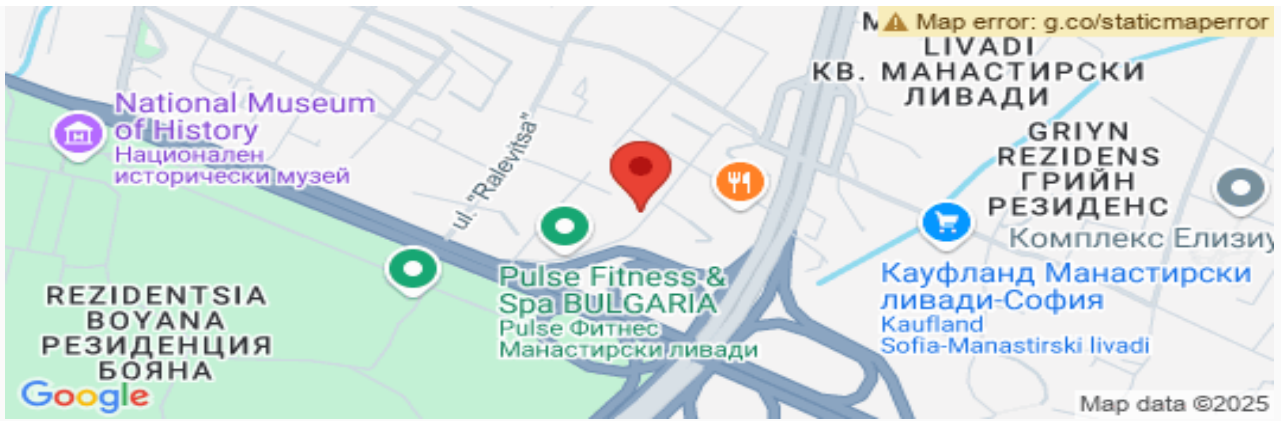 Map error: g.co/staticmaperror
LIVADI
КВ. МАНАСТИРСКИ
ЛИВАДИ
National Museum
of History
Национален
исторически музей
ul. "Ralevitsa"
GRIYN
REZIDENS
ГРИЙН
РЕЗИДЕНС
Комплекс Елизиу
Pulse Fitness &
Spa BULGARIA
Pulse Фитнес
Манастирски ливади
Кауфланд Манастирски
ливади-София
Kaufland
Sofia-Manastirski livadi
REZIDENTSIA
BOYANA
РЕЗИДЕНЦИЯ
БОЯНА
Google
Map data ©2025